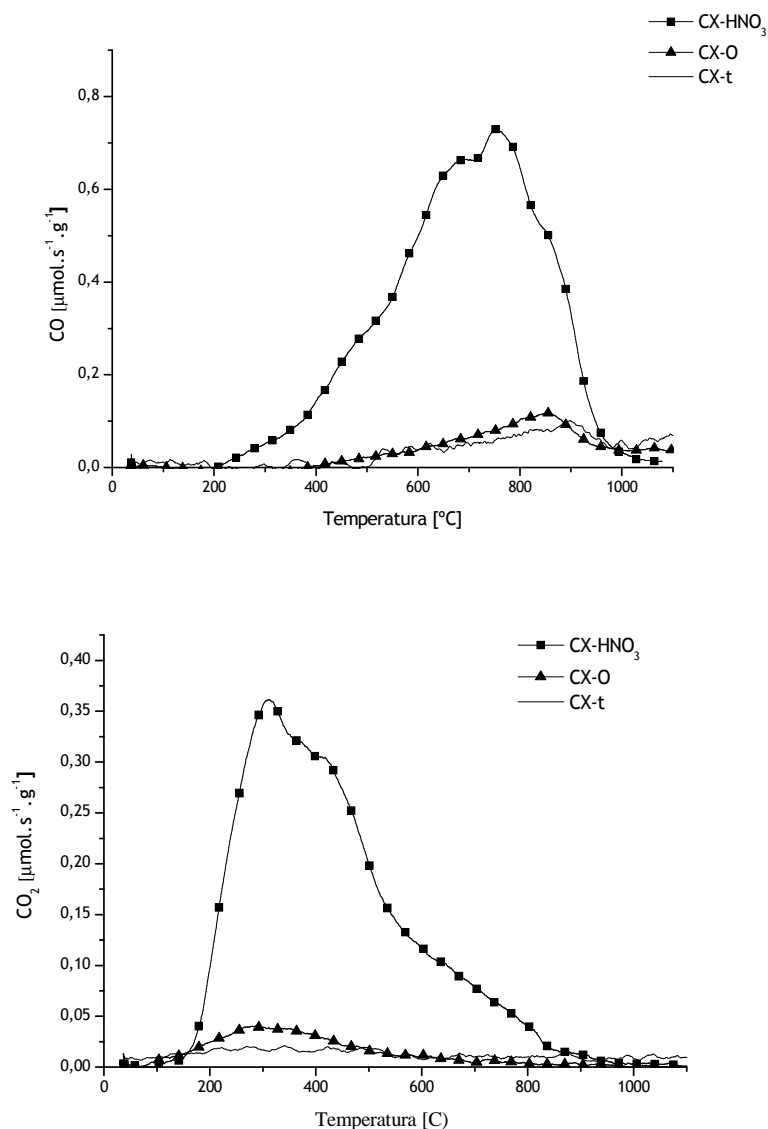 CX-HNO₃
CX-O
CX-t
0,8
0,6
0,4
0,2
0,0
CO [μmol.s⁻¹.g⁻¹]
0 200 400 600 800 1000
Temperatura [ºC]
CX-HNO₃
CX-O
CX-t
0,40
0,35
0,30
0,25
0,20
0,15
0,10
0,05
0,00
CO₂ [μmol.s⁻¹.g⁻¹]
0 200 400 600 800 1000
Temperatura [C)